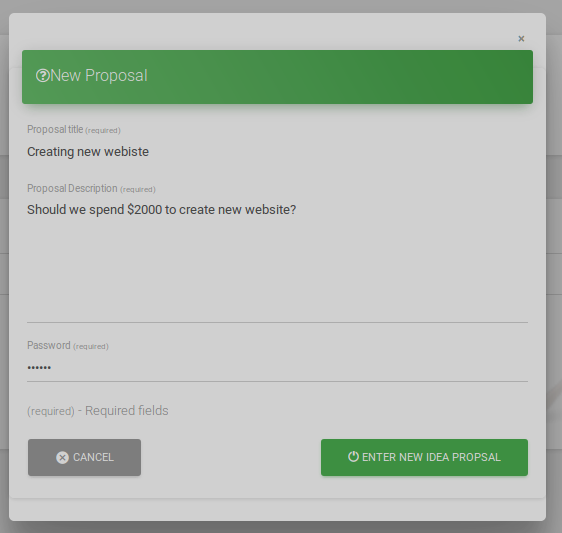 ×
New Proposal
Proposal title (required)
Creating new webiste
Proposal Description (required)
Should we spend $2000 to create new website?
Password (required)
••••••
(required) - Required fields
CANCEL
ENTER NEW IDEA PROPSAL